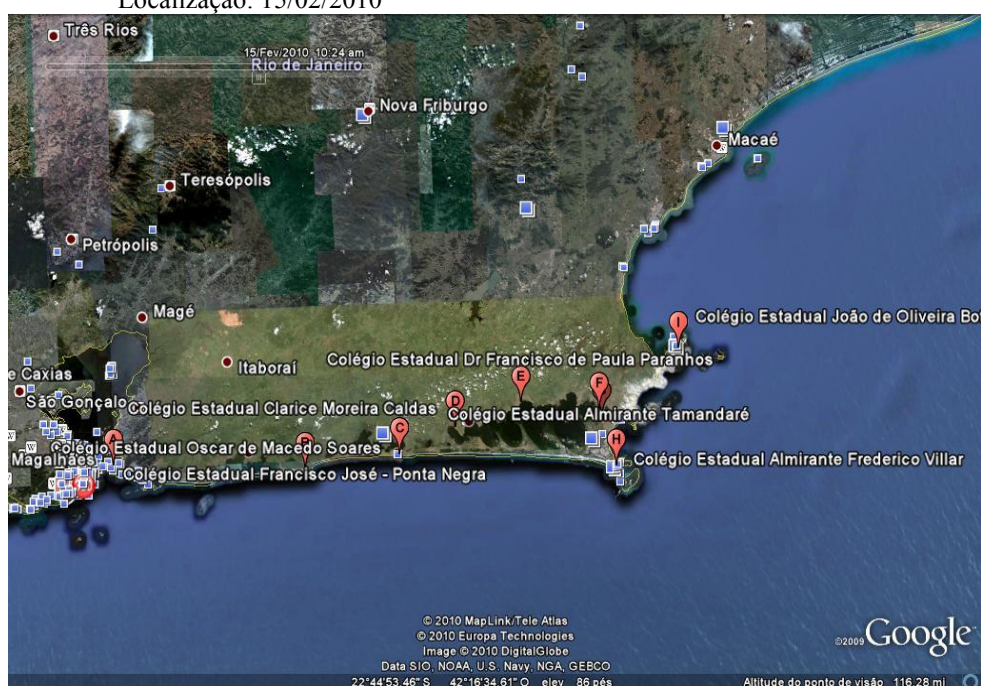 Localização: 15/02/2010
Três Rios
15/Fev/2010 10:24 am
Rio de Janeiro
Nova Friburgo
Macaé
Teresópolis
Petrópolis
Magé
I
Colégio Estadual João de Oliveira Bot
Itaboraí
Colégio Estadual Dr Francisco de Paula Paranhos
e Caxias
E
F
São Gonçalo
Colégio Estadual Clarice Moreira Caldas
D
Colégio Estadual Almirante Tamandaré
A
B
C
H
Colégio Estadual Oscar de Macedo Soares
Magalhães
Colégio Estadual Almirante Frederico Villar
Colégio Estadual Francisco José - Ponta Negra
© 2010 MapLink/Tele Atlas
© 2010 Europa Technologies
Image © 2010 DigitalGlobe
Data SIO, NOAA, U.S. Navy, NGA, GEBCO
©2009 Google
22°44'53.46" S 42°16'34.61" O elev 86 pés
Altitude do ponto de visão 116.28 mi